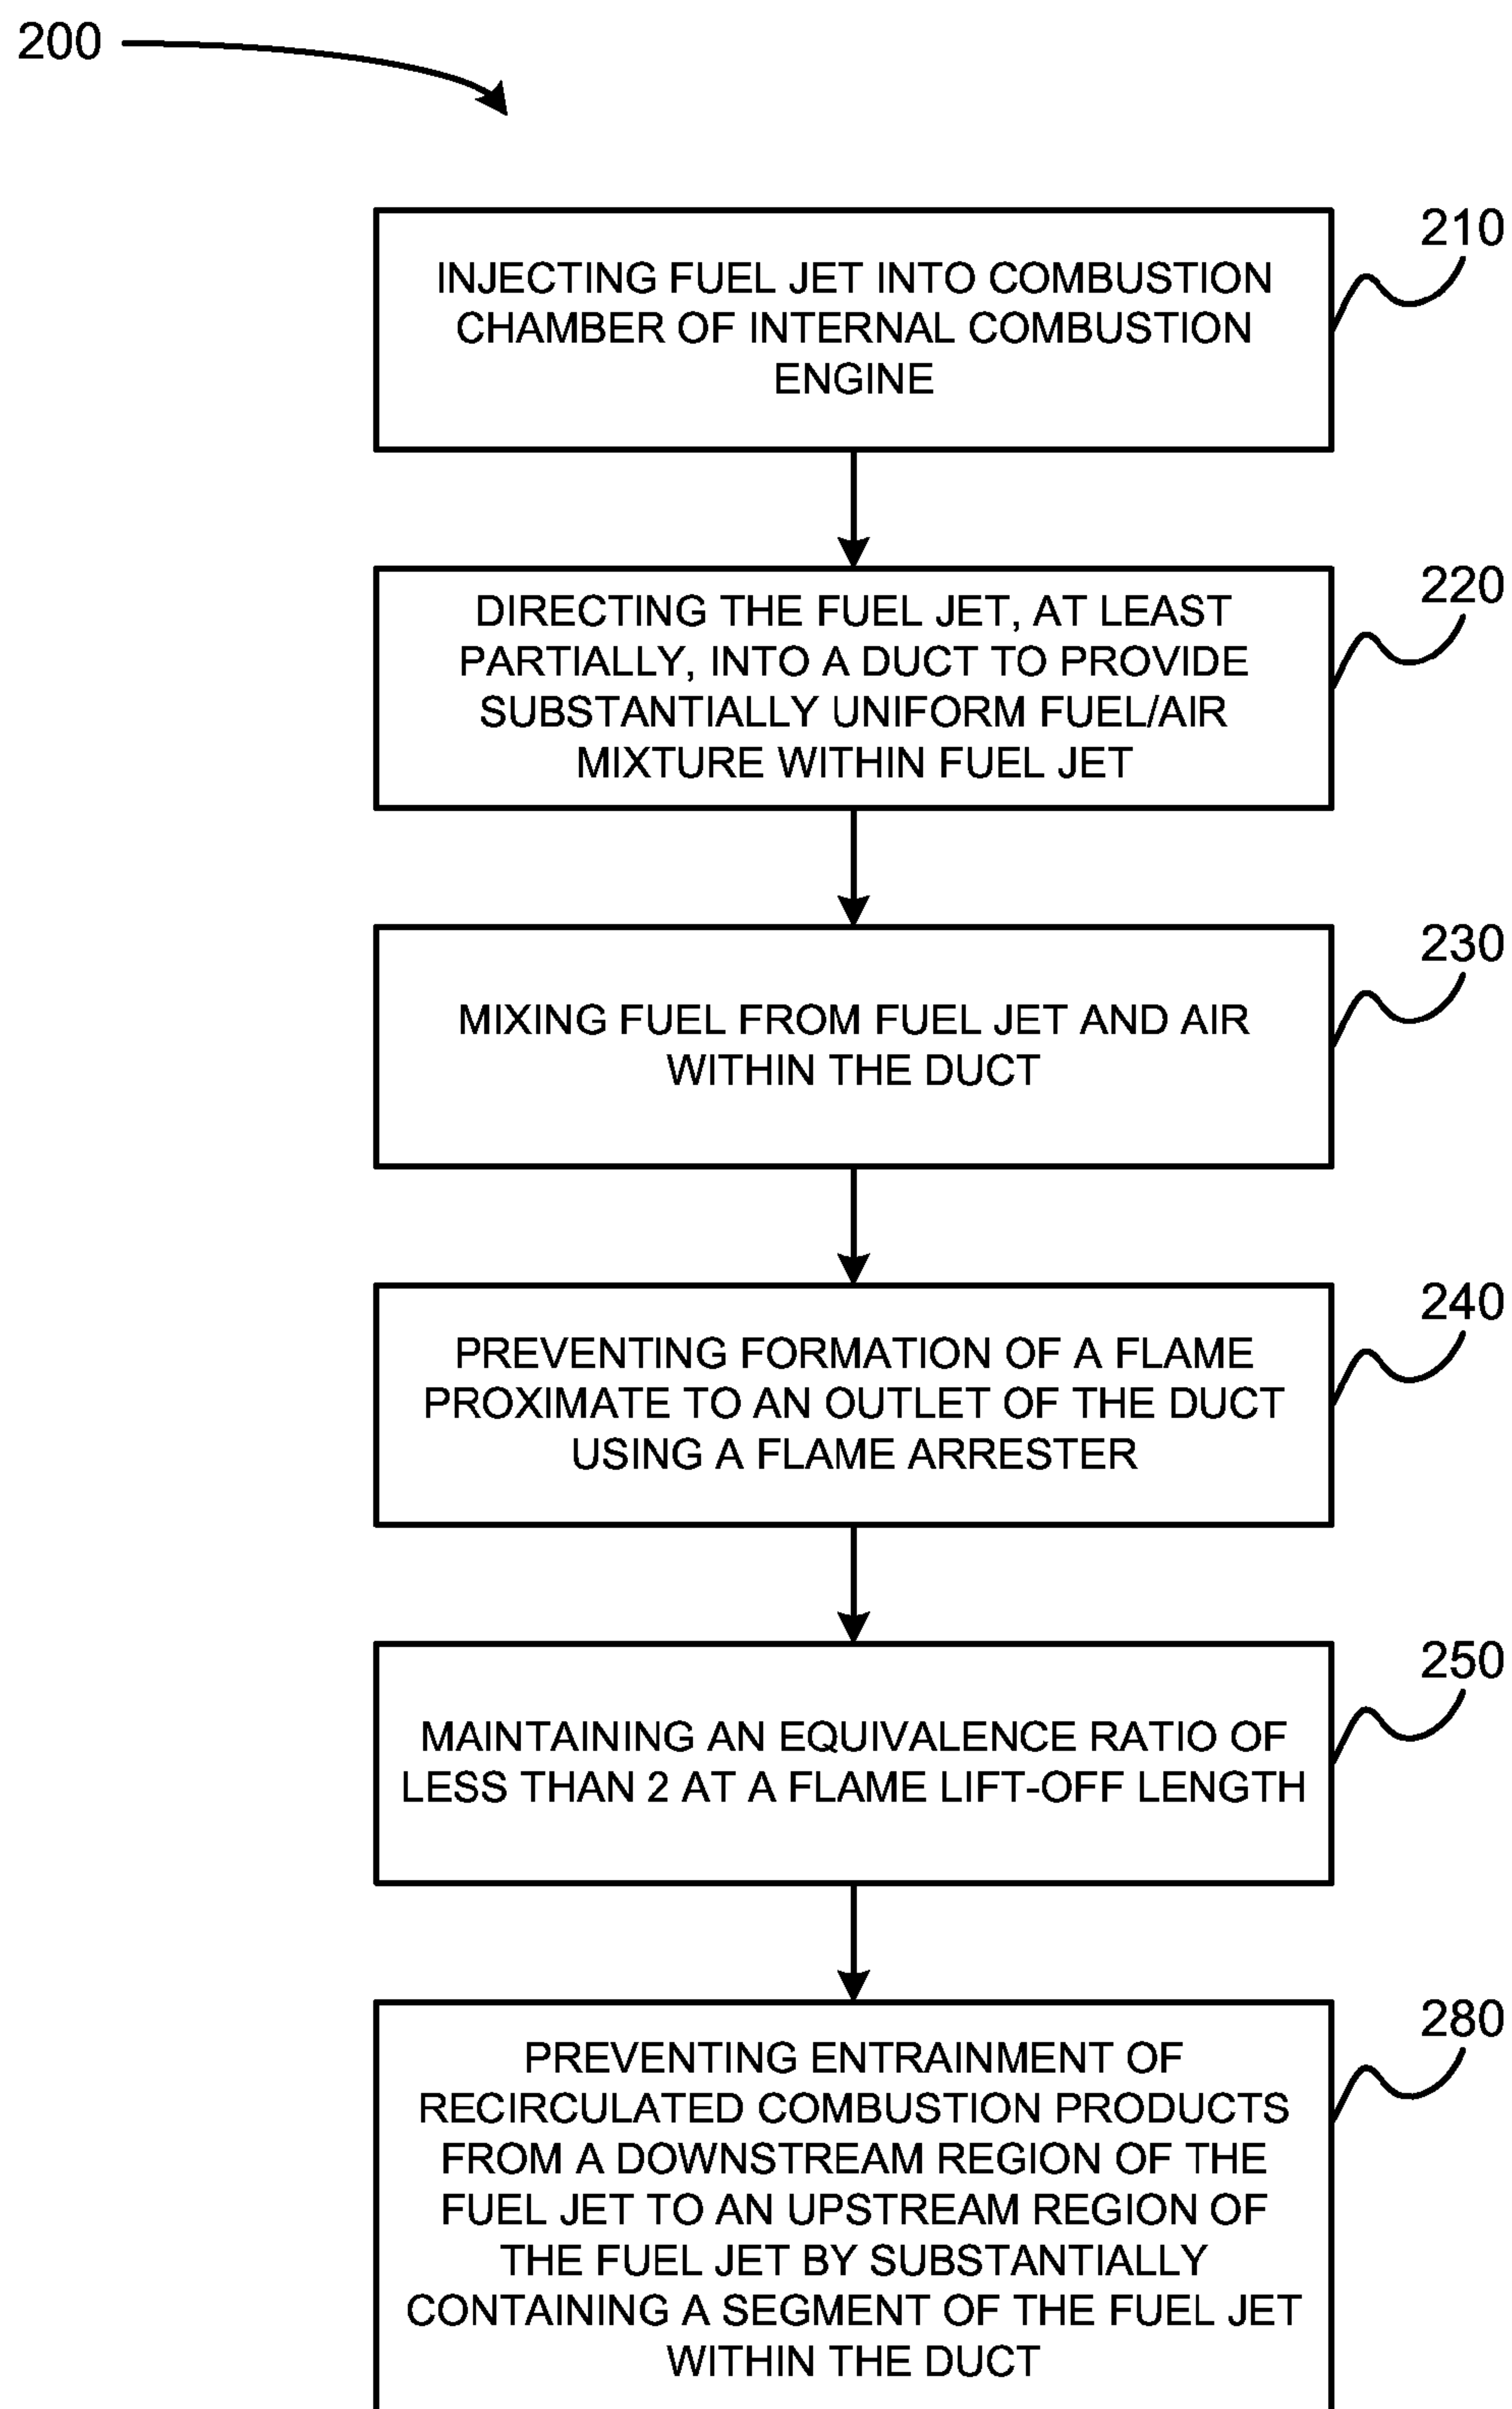 200
210
INJECTING FUEL JET INTO COMBUSTION
CHAMBER OF INTERNAL COMBUSTION
ENGINE
220
DIRECTING THE FUEL JET, AT LEAST
PARTIALLY, INTO A DUCT TO PROVIDE
SUBSTANTIALLY UNIFORM FUEL/AIR
MIXTURE WITHIN FUEL JET
230
MIXING FUEL FROM FUEL JET AND AIR
WITHIN THE DUCT
240
PREVENTING FORMATION OF A FLAME
PROXIMATE TO AN OUTLET OF THE DUCT
USING A FLAME ARRESTER
250
MAINTAINING AN EQUIVALENCE RATIO OF
LESS THAN 2 AT A FLAME LIFT-OFF LENGTH
280
PREVENTING ENTRAINMENT OF
RECIRCULATED COMBUSTION PRODUCTS
FROM A DOWNSTREAM REGION OF THE
FUEL JET TO AN UPSTREAM REGION OF
THE FUEL JET BY SUBSTANTIALLY
CONTAINING A SEGMENT OF THE FUEL JET
WITHIN THE DUCT